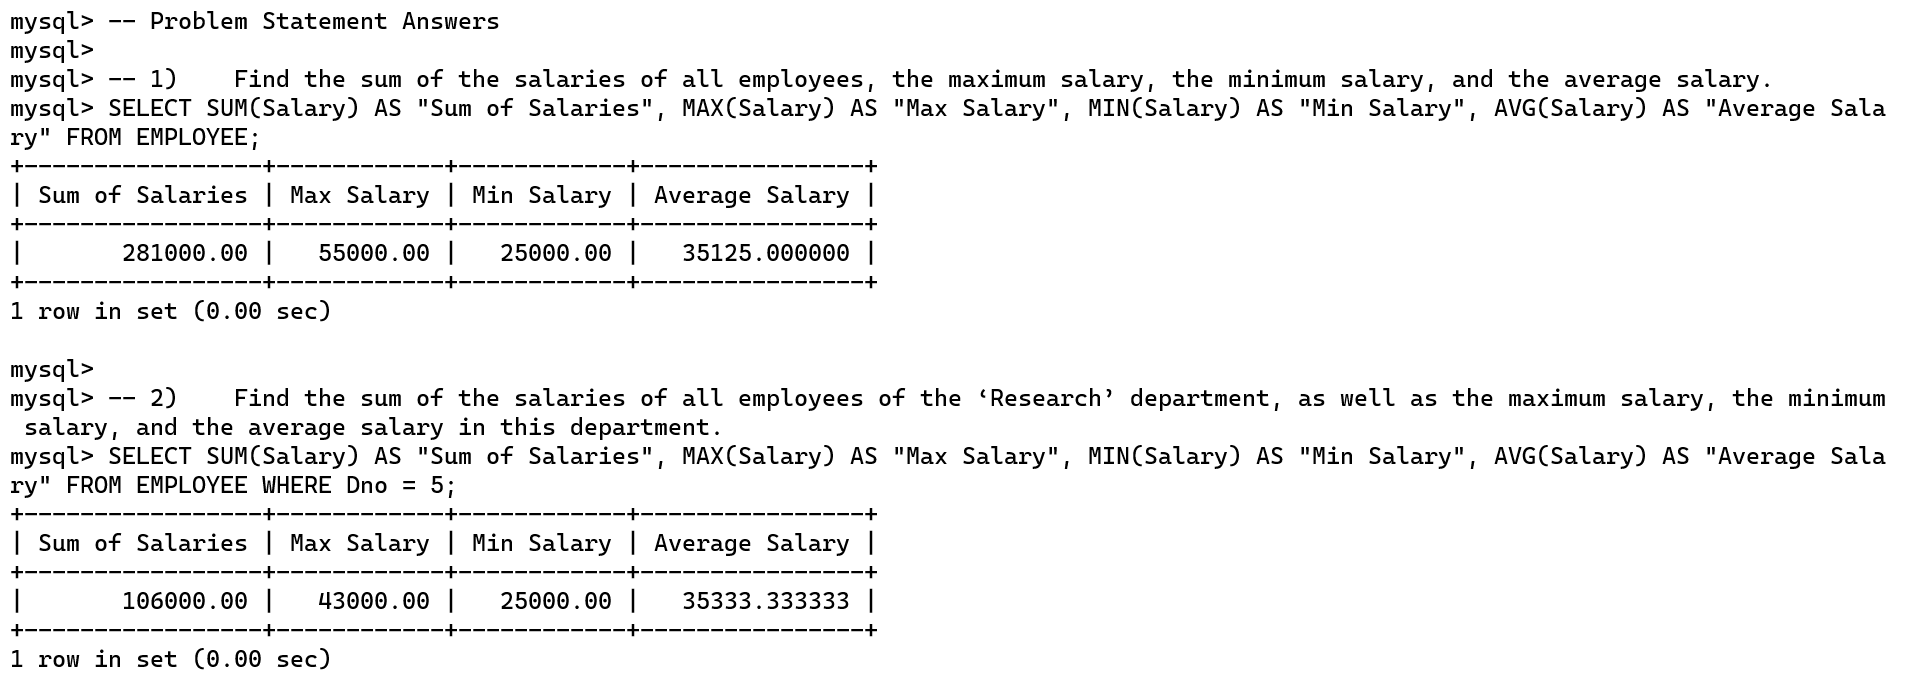 mysql> -- Problem Statement Answers
mysql>
mysql> -- 1)    Find the sum of the salaries of all employees, the maximum salary, the minimum salary, and the average salary.
mysql> SELECT SUM(Salary) AS "Sum of Salaries", MAX(Salary) AS "Max Salary", MIN(Salary) AS "Min Salary", AVG(Salary) AS "Average Sala
ry" FROM EMPLOYEE;
+-----------------+------------+------------+----------------+
| Sum of Salaries | Max Salary | Min Salary | Average Salary |
+-----------------+------------+------------+----------------+
|       281000.00 |   55000.00 |   25000.00 |   35125.000000 |
+-----------------+------------+------------+----------------+
1 row in set (0.00 sec)

mysql>
mysql> -- 2)    Find the sum of the salaries of all employees of the ‘Research’ department, as well as the maximum salary, the minimum
 salary, and the average salary in this department.
mysql> SELECT SUM(Salary) AS "Sum of Salaries", MAX(Salary) AS "Max Salary", MIN(Salary) AS "Min Salary", AVG(Salary) AS "Average Sala
ry" FROM EMPLOYEE WHERE Dno = 5;
+-----------------+------------+------------+----------------+
| Sum of Salaries | Max Salary | Min Salary | Average Salary |
+-----------------+------------+------------+----------------+
|       106000.00 |   43000.00 |   25000.00 |   35333.333333 |
+-----------------+------------+------------+----------------+
1 row in set (0.00 sec)